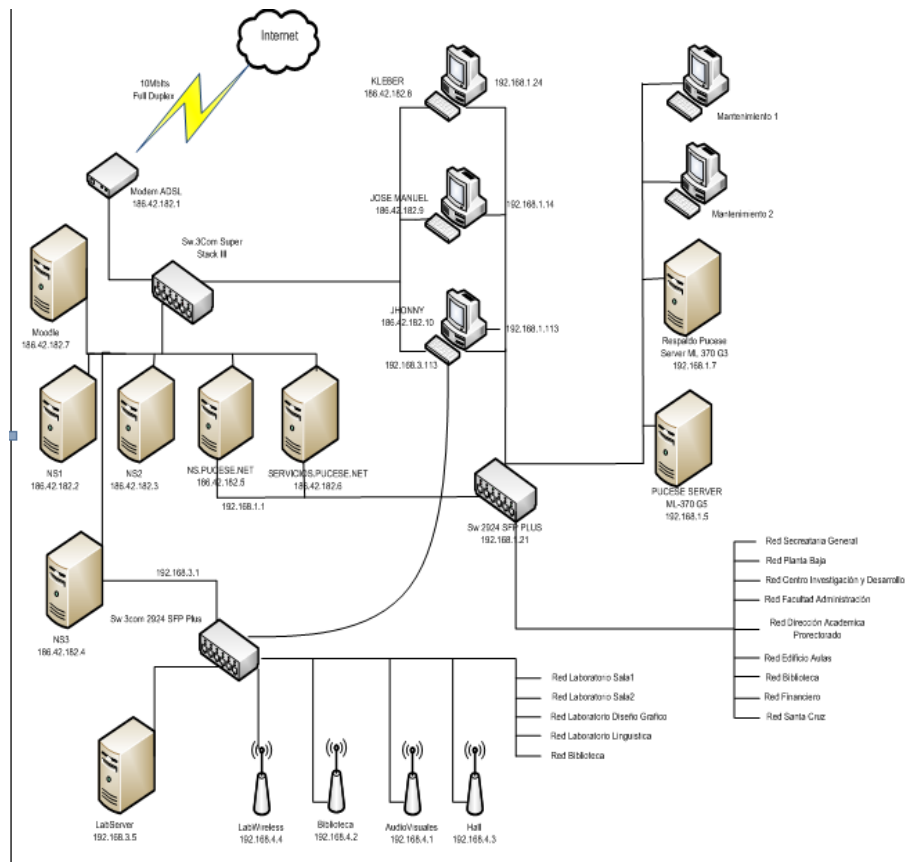 Internet
10Mbits
Full Duplex
KLEBER
186.42.182.8
192.168.1.24
Mantenimiento 1
Modem ADSL
186.42.182.1
JOSE MANUEL
186.42.182.9
192.168.1.14
Mantenimiento 2
Sw.3Com Super
Stack III
Moodle
186.42.182.7
JHONNY
186.42.182.10
192.168.1.113
192.168.3.113
Respaldo Pucese
Server ML 370 G3
192.168.1.7
NS1
186.42.182.2
NS2
186.42.182.3
NS.PUCESE.NET
186.42.182.5
SERVICIOS.PUCESE.NET
186.42.182.6
192.168.1.1
Sw 2924 SFP PLUS
192.168.1.21
PUCESE SERVER
ML-370 G5
192.168.1.5
NS3
186.42.182.4
192.168.3.1
Sw 3com 2924 SFP Plus
Red Secreataria General
Red Planta Baja
Red Centro Investigación y Desarrollo
Red Facultad Administración
Red Dirección Academica
Prorectorado
Red Edificio Aulas
Red Biblioteca
Red Financiero
Red Santa Cruz
Red Laboratorio Sala1
Red Laboratorio Sala2
Red Laboratorio Diseño Grafico
Red Laboratorio Linguistica
Red Biblioteca
LabServer
192.168.3.5
LabWireless
192.168.4.4
Biblioteca
192.168.4.2
AudioVisuales
192.168.4.1
Hall
192.168.4.3